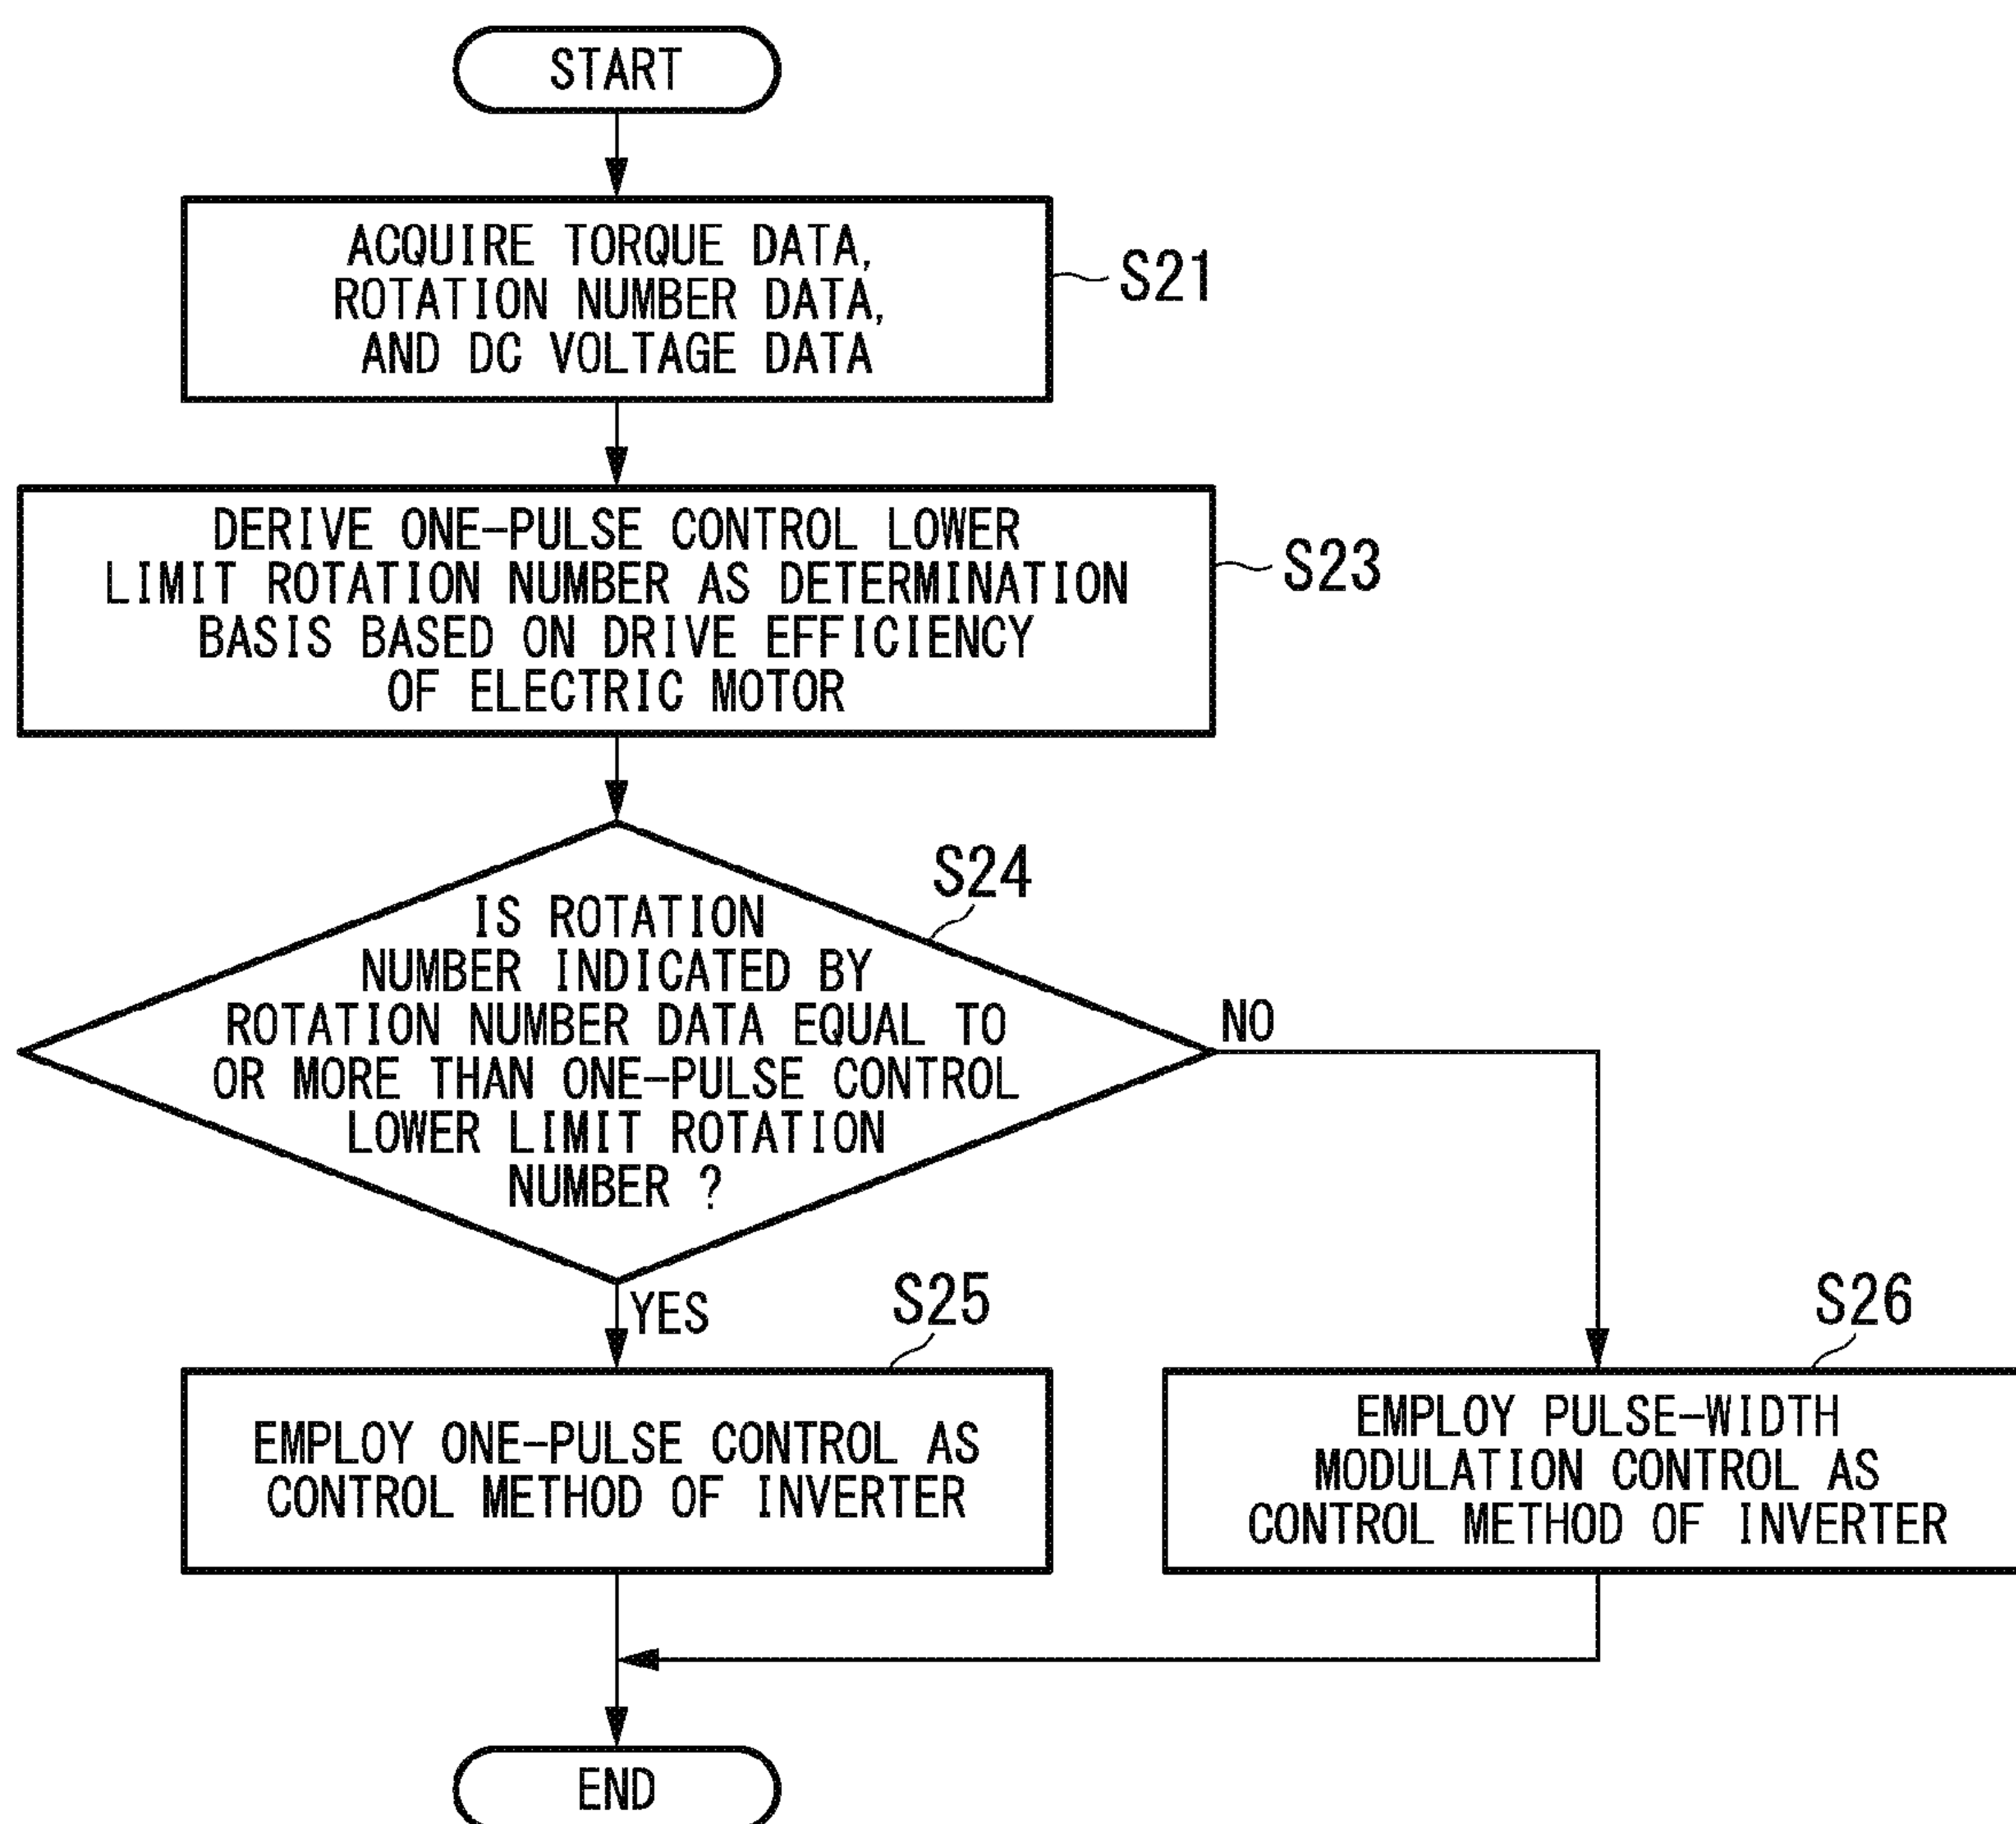 START
ACQUIRE TORQUE DATA,
ROTATION NUMBER DATA,
AND DC VOLTAGE DATA
S21
DERIVE ONE-PULSE CONTROL LOWER
LIMIT ROTATION NUMBER AS DETERMINATION
BASIS BASED ON DRIVE EFFICIENCY
OF ELECTRIC MOTOR
S23
S24
IS ROTATION
NUMBER INDICATED BY
ROTATION NUMBER DATA EQUAL TO
OR MORE THAN ONE-PULSE CONTROL
LOWER LIMIT ROTATION
NUMBER ?
NO
YES
S25
EMPLOY ONE-PULSE CONTROL AS
CONTROL METHOD OF INVERTER
S26
EMPLOY PULSE-WIDTH
MODULATION CONTROL AS
CONTROL METHOD OF INVERTER
END